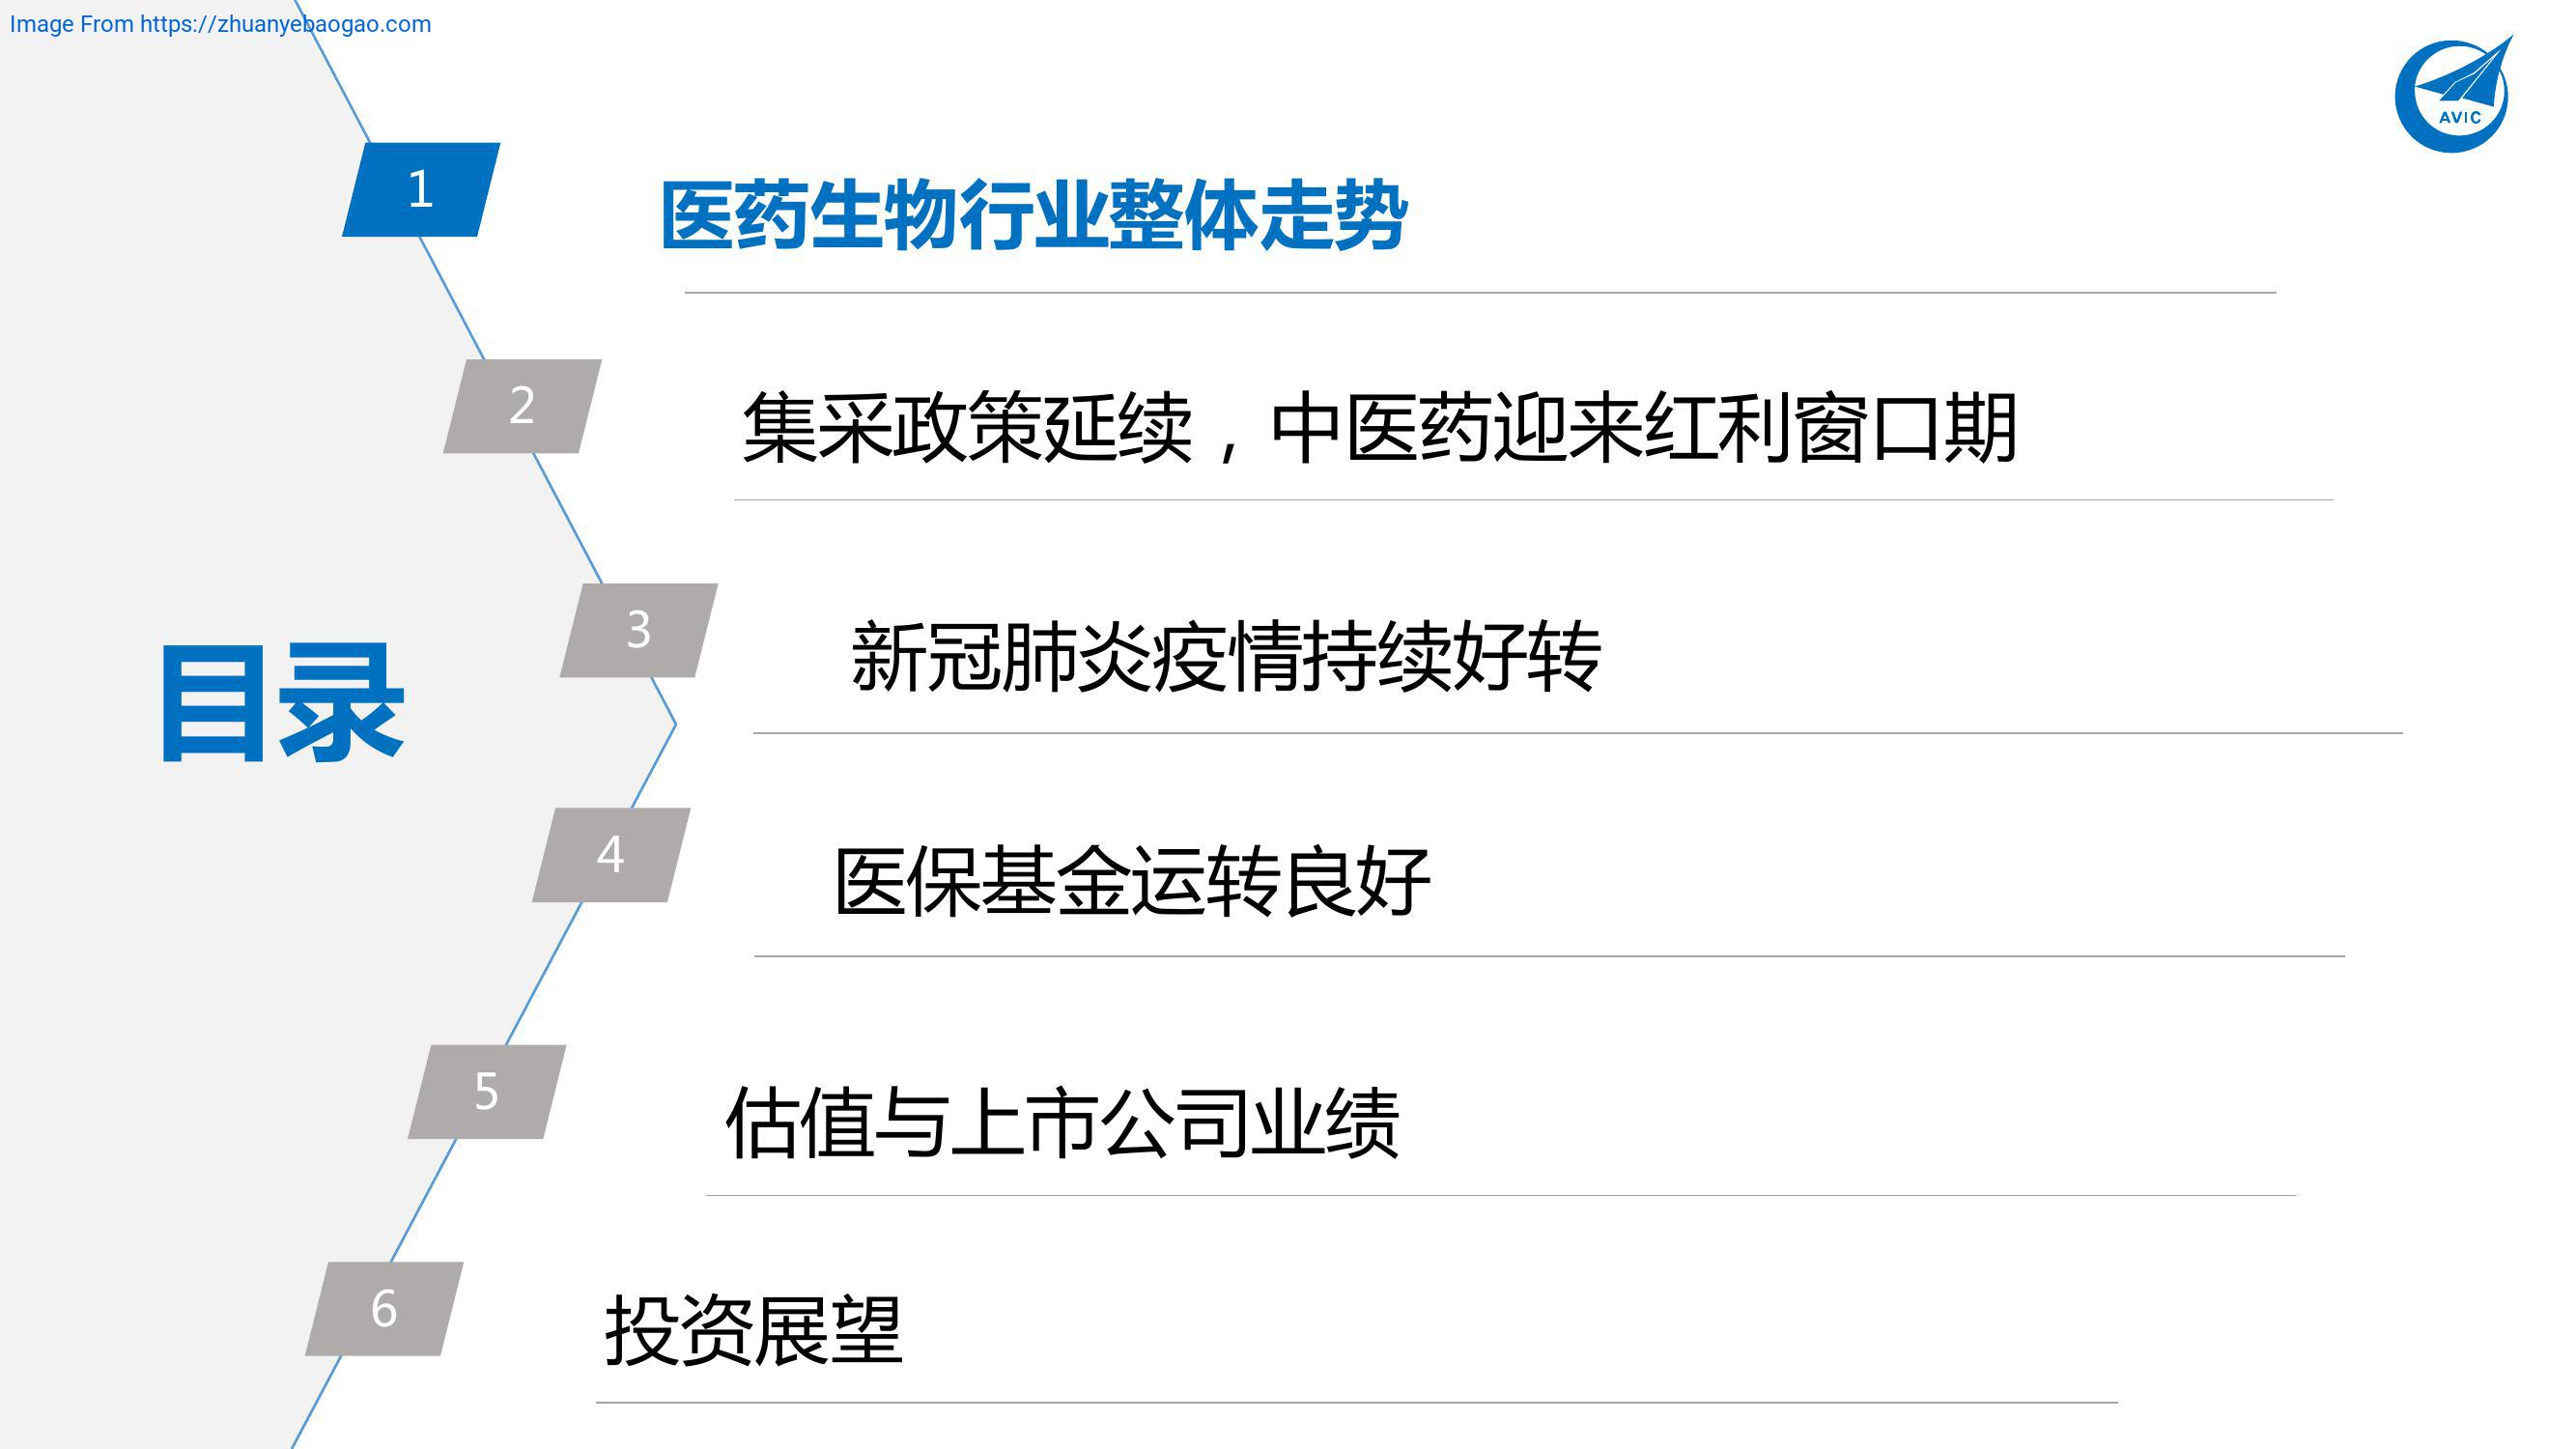 Image From https://zhuanyebaogao.com
AVIC
目录
1
医药生物行业整体走势
2
集采政策延续，中医药迎来红利窗口期
3
新冠肺炎疫情持续好转
4
医保基金运转良好
5
估值与上市公司业绩
6
投资展望